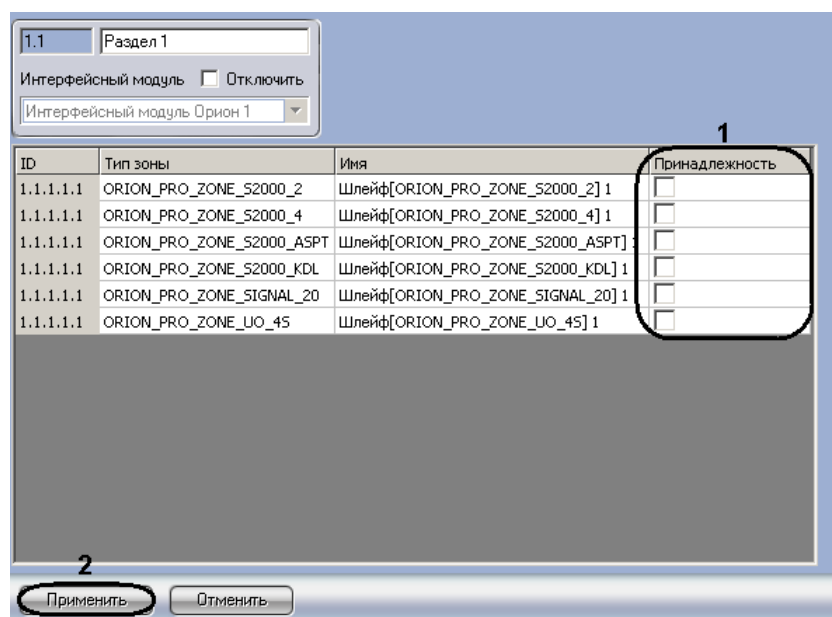 1.1 Раздел 1
Интерфейсный модуль Отключить
Интерфейсный модуль Орион 1
1
ID Тип зоны Имя Принадлежность
1.1.1.1.1 ORION_PRO_ZONE_S2000_2 Шлейф[ORION_PRO_ZONE_S2000_2] 1
1.1.1.1.1 ORION_PRO_ZONE_S2000_4 Шлейф[ORION_PRO_ZONE_S2000_4] 1
1.1.1.1.1 ORION_PRO_ZONE_S2000_ASPT Шлейф[ORION_PRO_ZONE_S2000_ASPT] 1
1.1.1.1.1 ORION_PRO_ZONE_S2000_KDL Шлейф[ORION_PRO_ZONE_S2000_KDL] 1
1.1.1.1.1 ORION_PRO_ZONE_SIGNAL_20 Шлейф[ORION_PRO_ZONE_SIGNAL_20] 1
1.1.1.1.1 ORION_PRO_ZONE_UO_4S Шлейф[ORION_PRO_ZONE_UO_4S] 1
2
Применить Отменить